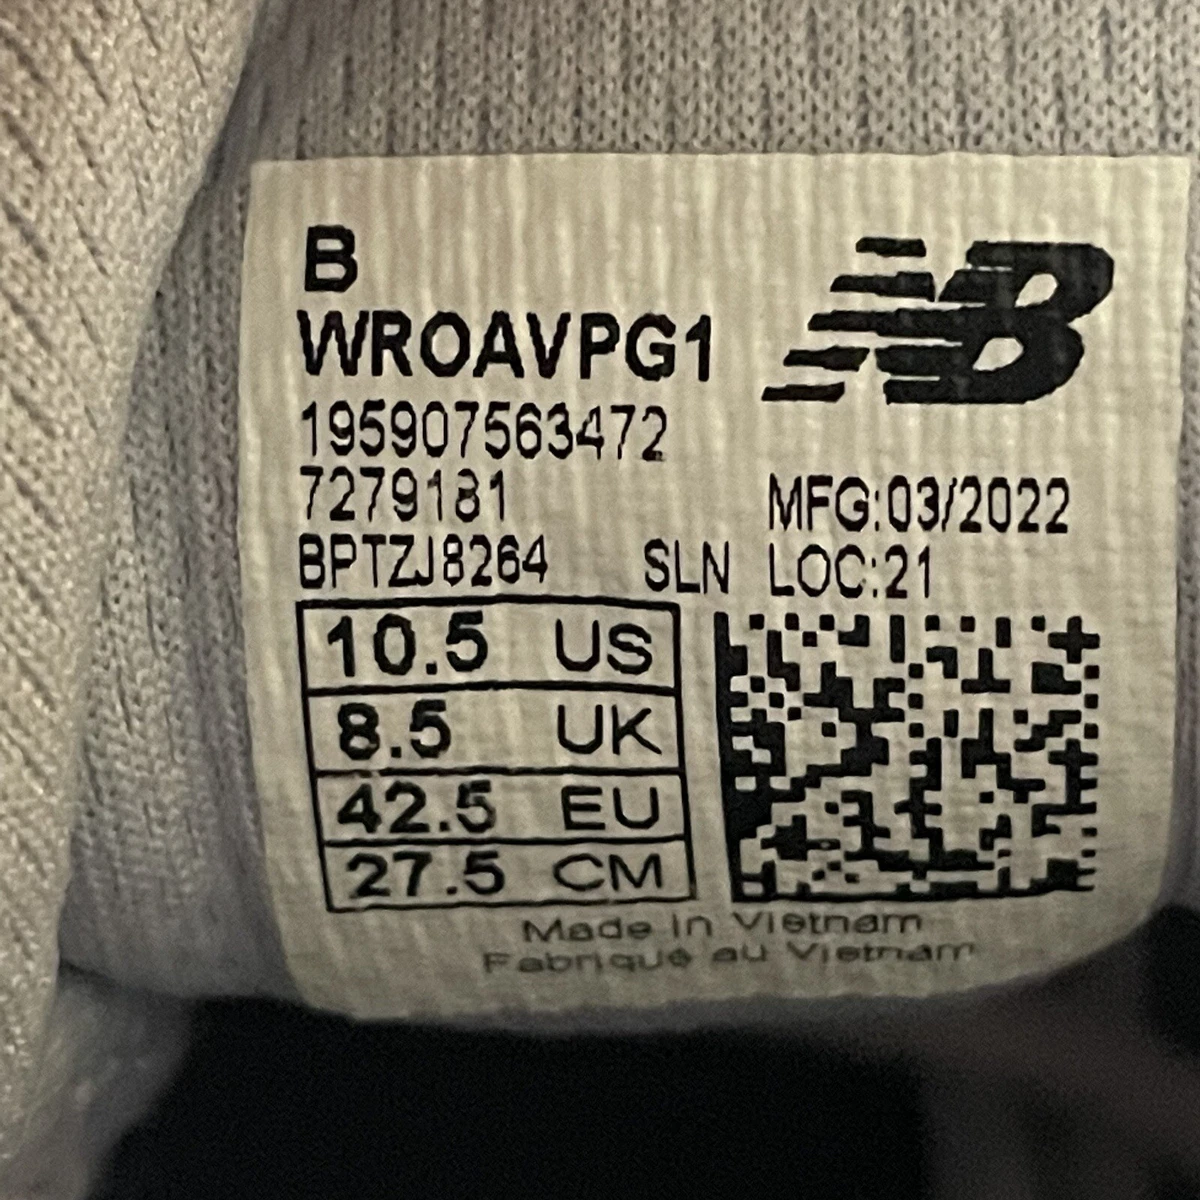 B
WROAVPG1
NB
195907563472
7279181
MFG:03/2022
BPTZJ8264 SLN LOC:21
10.5 US
8.5 UK
42.5 EU
27.5 CM
Made in Vietnam
Fabriqué au Vietnam